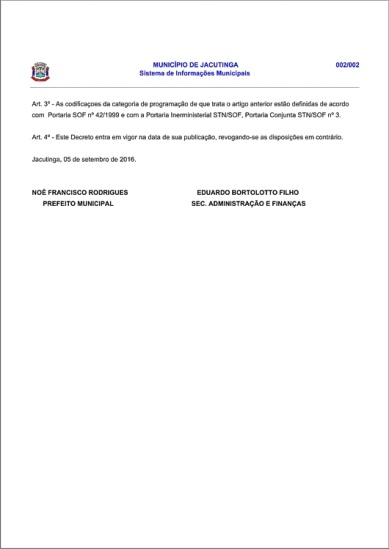 MUNICÍPIO DE JACUTINGA 002/002
Sistema de Informações Municipais
Art. 3º - As codificaçoes da categoria de programação de que trata o artigo anterior estão definidas de acordo
com Portaria SOF nº 42/1999 e com a Portaria Inerministerial STN/SOF, Portaria Conjunta STN/SOF nº 3.
Art. 4º - Este Decreto entra em vigor na data de sua publicação, revogando-se as disposições em contrário.
Jacutinga, 05 de setembro de 2016.
NOÉ FRANCISCO RODRIGUES EDUARDO BORTOLOTTO FILHO
PREFEITO MUNICIPAL SEC. ADMINISTRAÇÃO E FINANÇAS